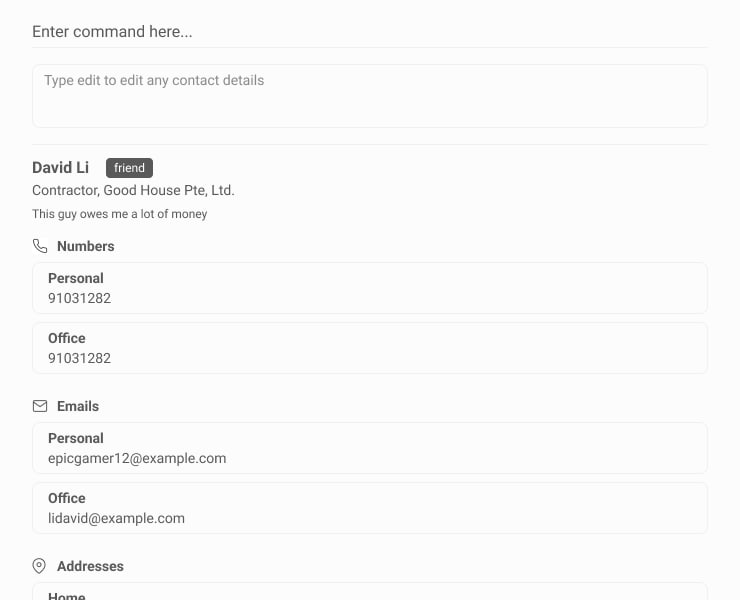 Enter command here...
Type edit to edit any contact details
David Li friend
Contractor, Good House Pte, Ltd.
This guy owes me a lot of money
Numbers
Personal
91031282
Office
91031282
Emails
Personal
epicgamer12@example.com
Office
lidavid@example.com
Addresses
Home